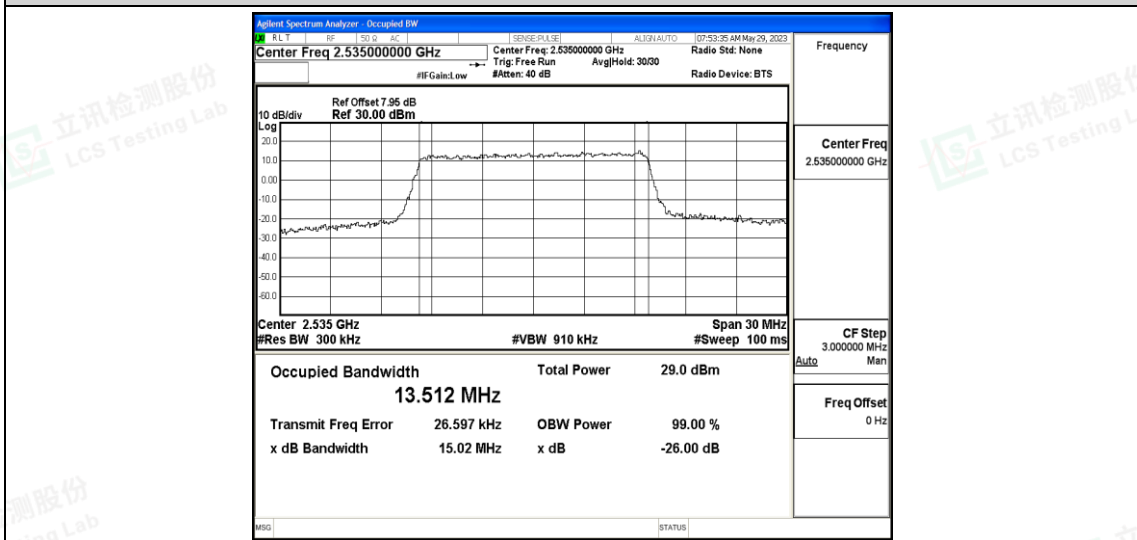 Agilent Spectrum Analyzer - Occupied BW
RLT RF 50 Ω AC SENSE:PULSE ALIGN AUTO 07:53:35 AM May 29, 2023
Center Freq 2.535000000 GHz
Center Freq: 2.535000000 GHz
Radio Std: None
Trig: Free Run Avg|Hold: 30/30
#IFGain:Low
#Atten: 40 dB
Radio Device: BTS
Ref Offset 7.95 dB
10 dB/div Ref 30.00 dBm
Log
20.0
10.0
0.00
-10.0
-20.0
-30.0
-40.0
-50.0
-60.0
Center 2.535 GHz Span 30 MHz
#Res BW 300 kHz #VBW 910 kHz #Sweep 100 ms
Occupied Bandwidth Total Power 29.0 dBm
13.512 MHz
Transmit Freq Error 26.597 kHz OBW Power 99.00 %
x dB Bandwidth 15.02 MHz x dB -26.00 dB
MSG STATUS
Frequency
Center Freq
2.535000000 GHz
CF Step
3.000000 MHz
Auto Man
Freq Offset
0 Hz
立讯检测股份
LCS Testing Lab
立讯检测股份
LCS Testing L
测股份
ing Lab